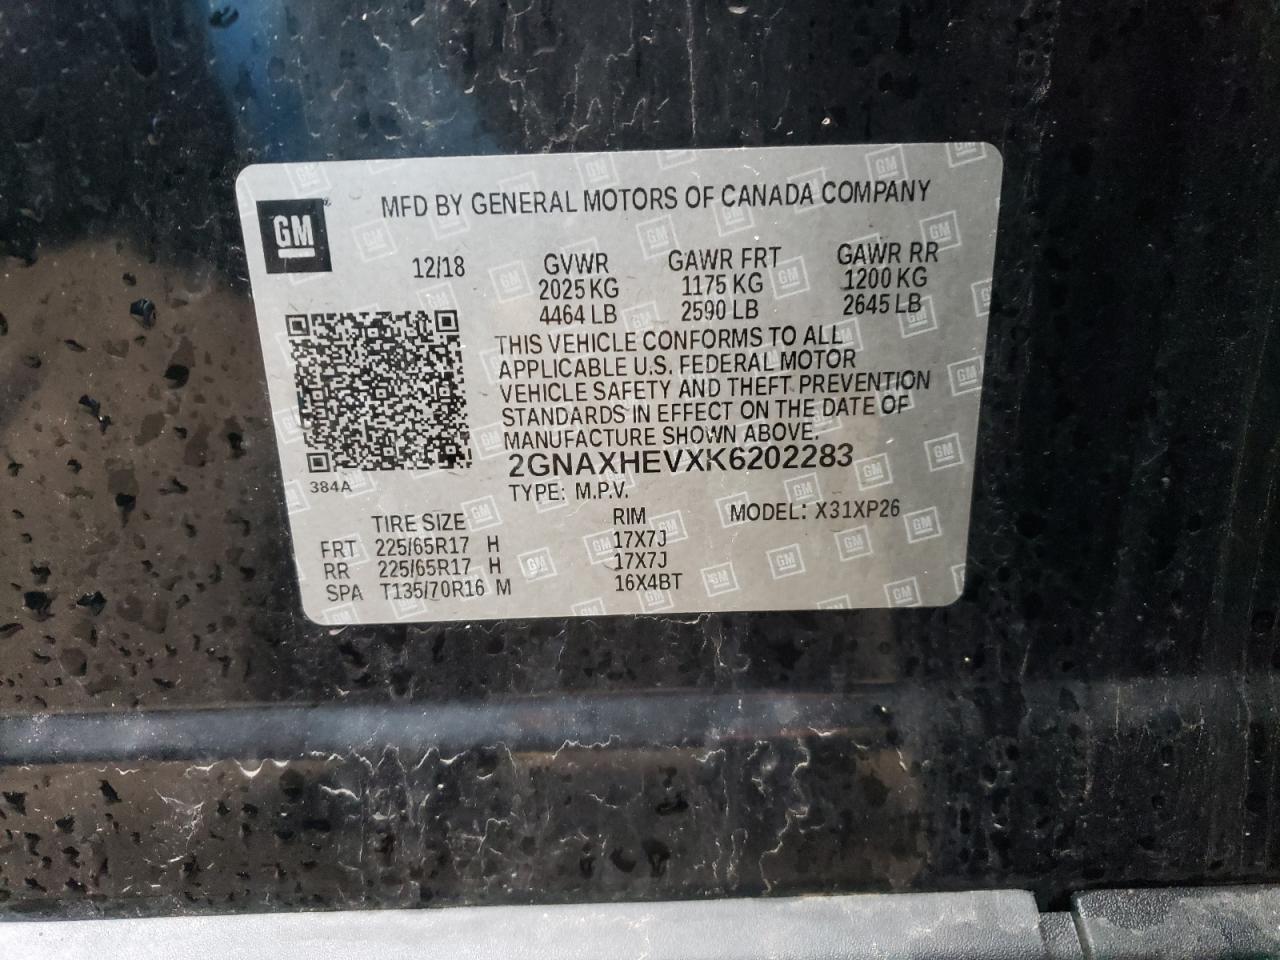 MFD BY GENERAL MOTORS OF CANADA COMPANY
GM
12/18 GVWR GAWR FRT GAWR RR
2025 KG 1175 KG 1200 KG
4464 LB 2590 LB 2645 LB
THIS VEHICLE CONFORMS TO ALL
APPLICABLE U.S. FEDERAL MOTOR
VEHICLE SAFETY AND THEFT PREVENTION
STANDARDS IN EFFECT ON THE DATE OF
MANUFACTURE SHOWN ABOVE.
2GNAXHEVXK6202283
384A
TYPE: M.P.V.
TIRE SIZE RIM MODEL: X31XP26
FRT 225/65R17 H 17X7J
RR 225/65R17 H 17X7J
SPA T135/70R16 M 16X4BT